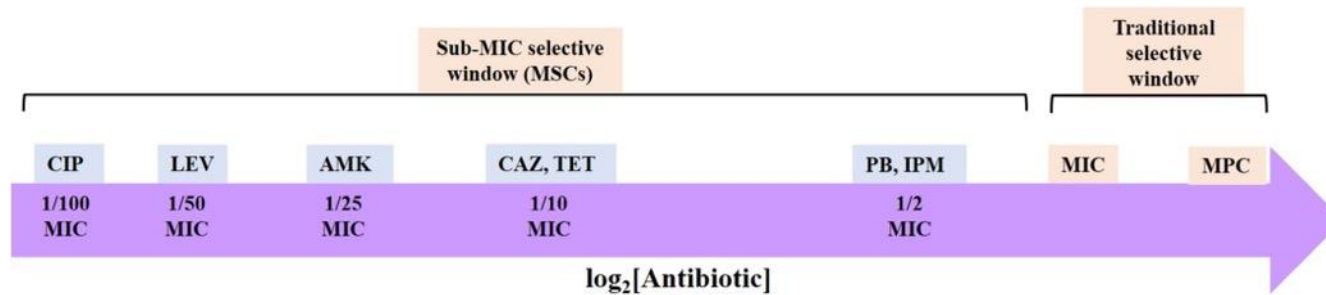 Sub-MIC selective
window (MSCs)
Traditional
selective
window
CIP
LEV
AMK
CAZ, TET
PB, IPM
MIC
MPC
1/100
MIC
1/50
MIC
1/25
MIC
1/10
MIC
1/2
MIC
log₂[Antibiotic]